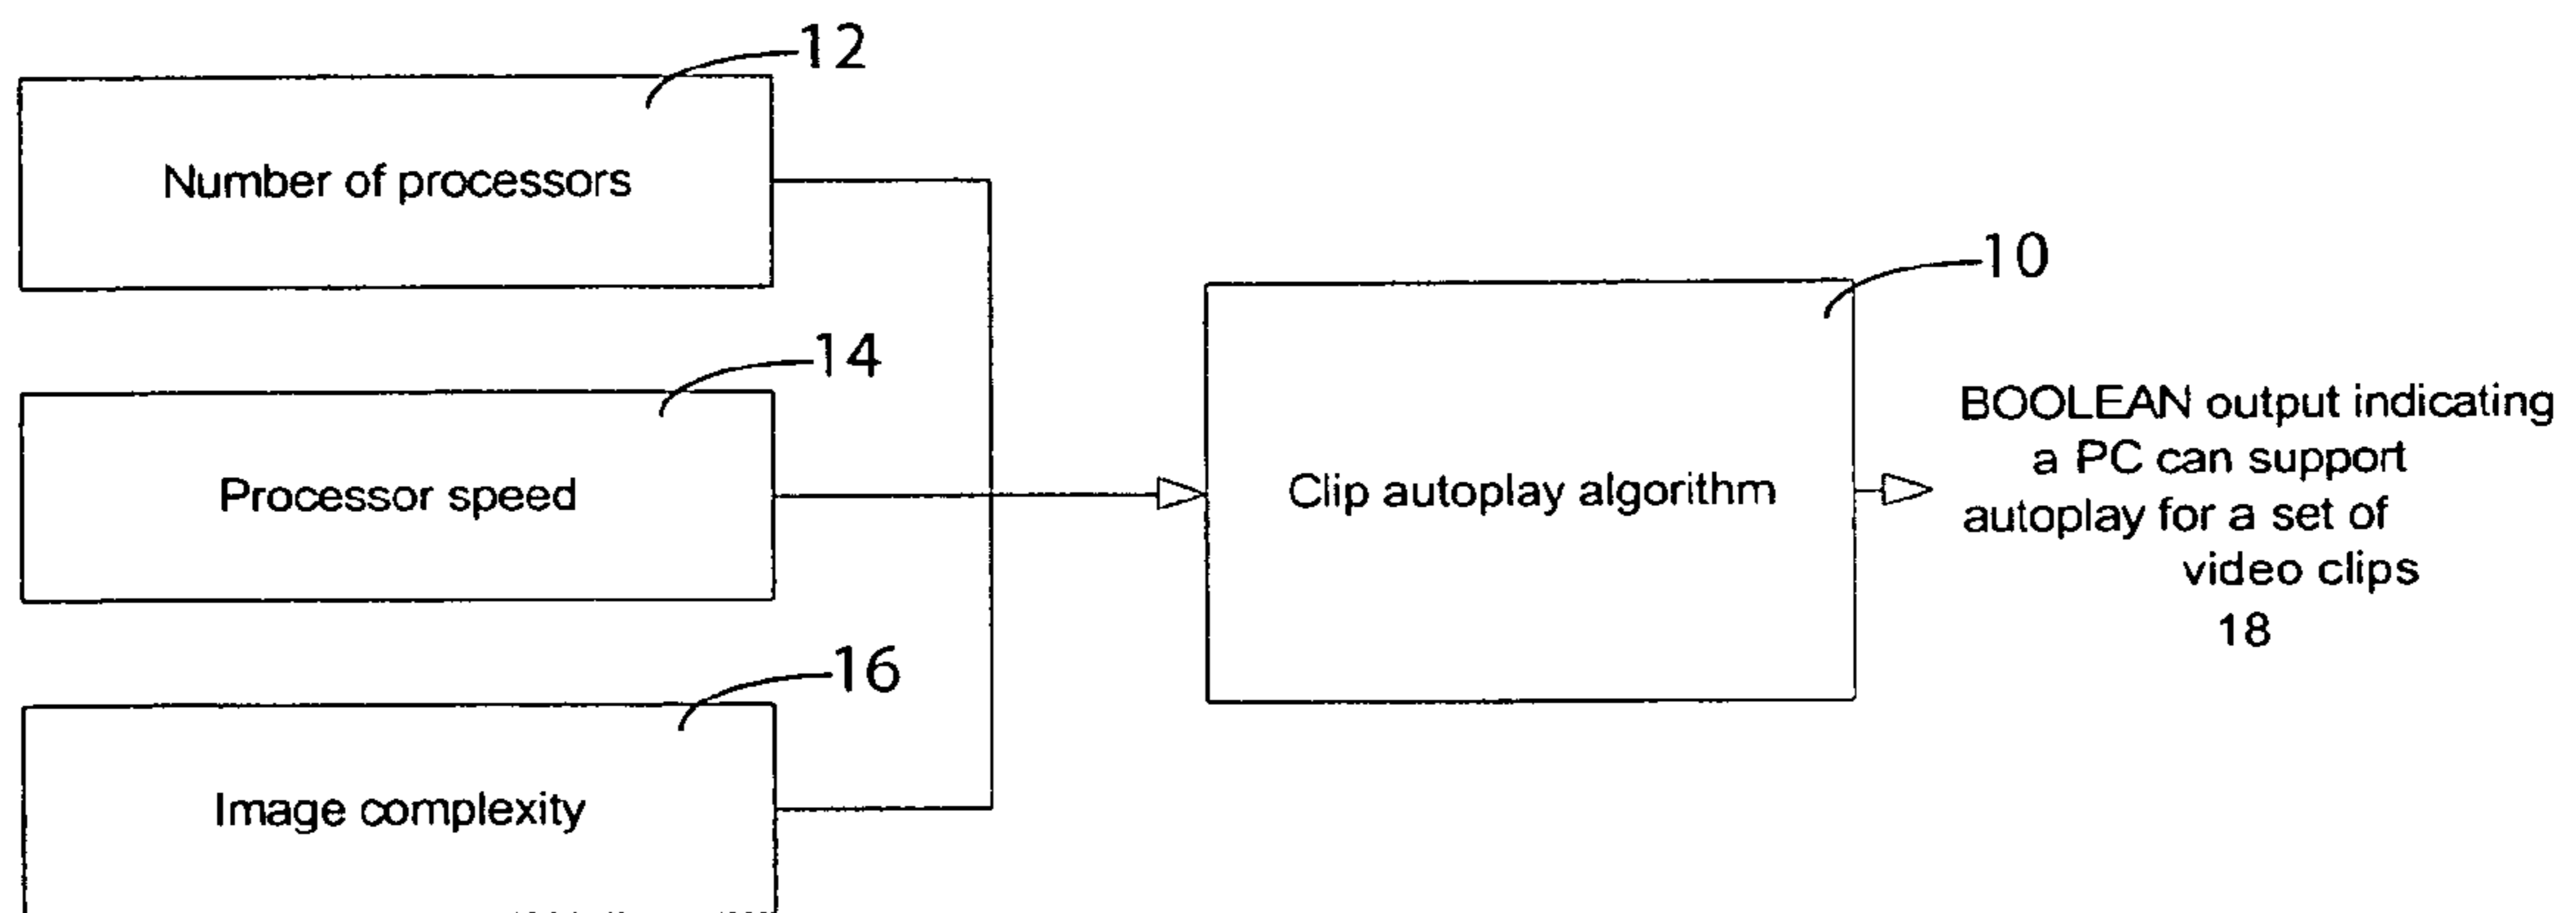 12
Number of processors
14
Processor speed
16
Image complexity
10
Clip autoplay algorithm
BOOLEAN output indicating
a PC can support
autoplay for a set of
video clips
18